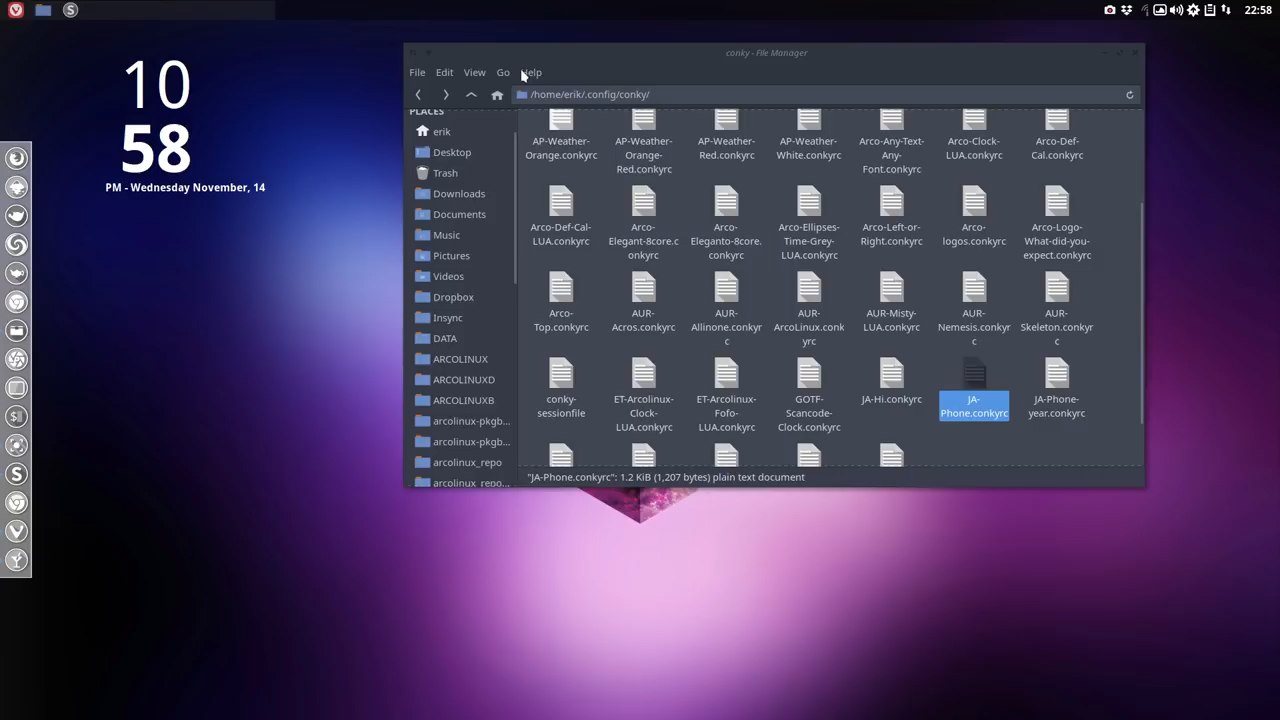 22:58
10
58
PM - Wednesday November, 14
conky - File Manager
File Edit View Go Help
/home/erik/.config/conky/
PLACES
erik
Desktop
Trash
Downloads
Documents
Music
Pictures
Videos
Dropbox
Insync
DATA
ARCOLINUX
ARCOLINUXD
ARCOLINUXB
arcolinux-pkgb...
arcolinux-pkgb...
arcolinux_repo
arcolinux_repo...
AP-Weather-
Orange.conkyrc
AP-Weather-
Orange-
Red.conkyrc
AP-Weather-
Red.conkyrc
AP-Weather-
White.conkyrc
Arco-Any-Text-
Any-
Font.conkyrc
Arco-Clock-
LUA.conkyrc
Arco-Def-
Cal.conkyrc
Arco-Def-Cal-
LUA.conkyrc
Arco-
Elegant-8core.c
onkyrc
Arco-
Eleganto-8core.
conkyrc
Arco-Ellipses-
Time-Grey-
LUA.conkyrc
Arco-Left-or-
Right.conkyrc
Arco-
logos.conkyrc
Arco-Logo-
What-did-you-
expect.conkyrc
Arco-
Top.conkyrc
AUR-
Acros.conkyrc
AUR-
Allinone.conkyr
c
AUR-
ArcoLinux.conk
yrc
AUR-Misty-
LUA.conkyrc
AUR-
Nemesis.conkyr
c
AUR-
Skeleton.conkyr
c
conky-
sessionfile
ET-Arcolinux-
Clock-
LUA.conkyrc
ET-Arcolinux-
Fofo-
LUA.conkyrc
GOTF-
Scancode-
Clock.conkyrc
JA-Hi.conkyrc
JA-
Phone.conkyrc
JA-Phone-
year.conkyrc
"JA-Phone.conkyrc": 1.2 KiB (1,207 bytes) plain text document